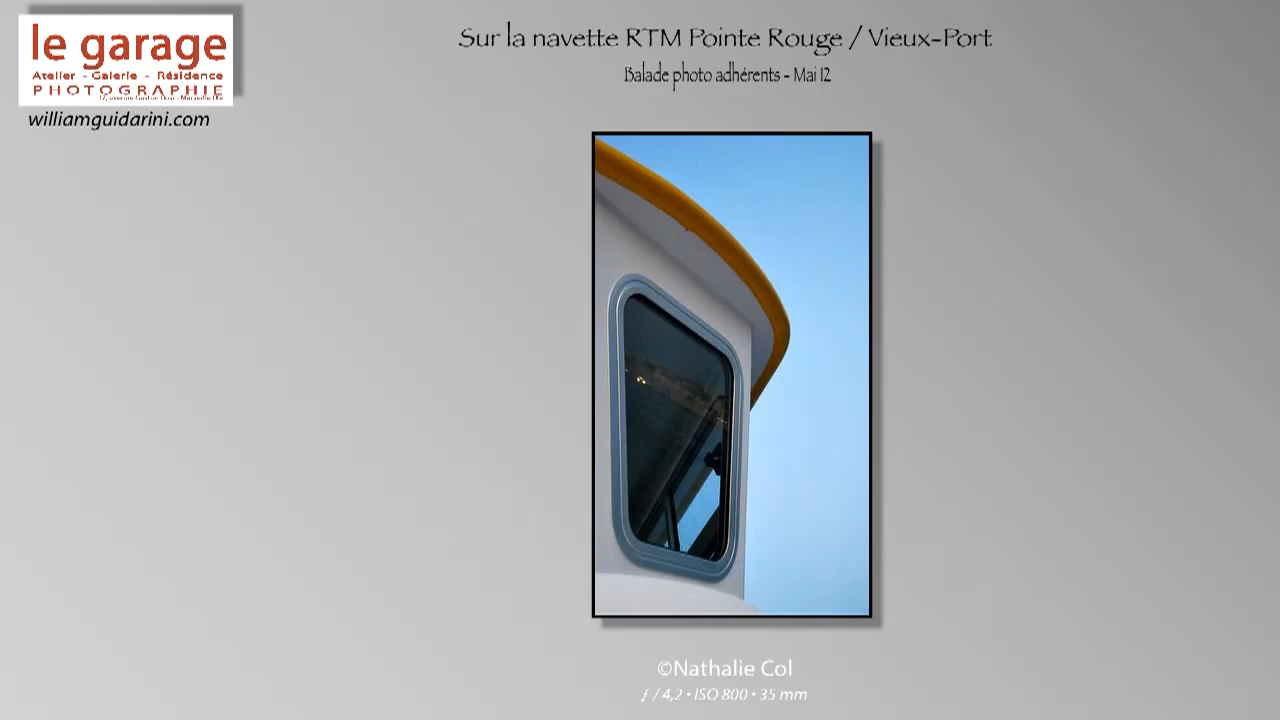 le garage
Atelier - Galerie - Résidence
PHOTOGRAPHIE
williamguidarini.com
Sur la navette RTM Pointe Rouge / Vieux-Port
Balade photo adhérents - Mai 12
©Nathalie Col
ƒ / 4,2 • ISO 800 • 35 mm